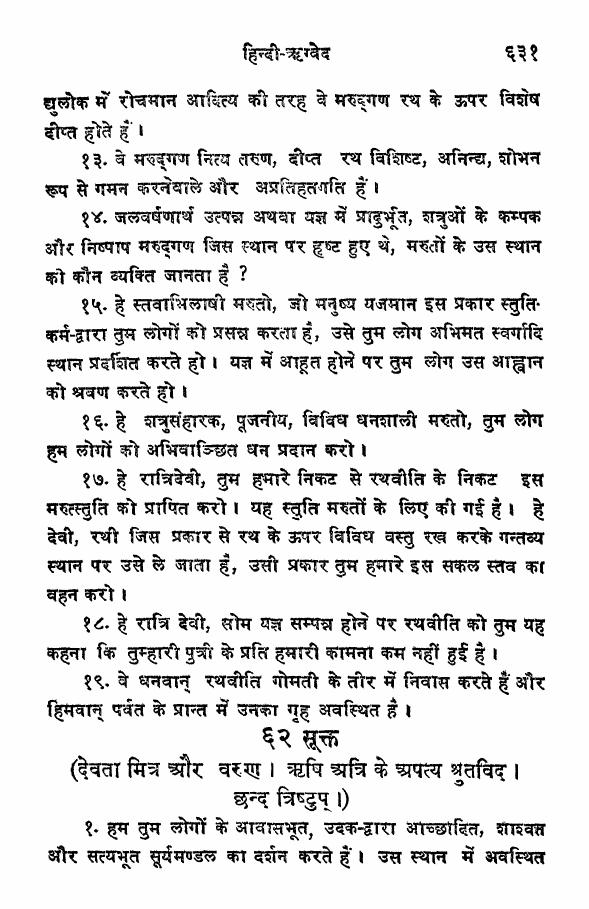 हिन्दी-ऋग्वेद ६३१
द्युलोक में रोचमान आदित्य की तरह वे मरुद्गण रथ के ऊपर विशेष
दीप्त होते हैं ।
१३. वे मरुद्गण नित्य तरुण, दीप्त रथ विशिष्ट, अनिन्द्य, शोभन
रूप से गमन करनेवाले और अप्रतिहतगति हैं ।
१४. जलवर्षणार्थ उत्पन्न अथवा यज्ञ में प्रादुर्भूत, शत्रुओं के कम्पक
और निष्पाप मरुद्गण जिस स्थान पर हृष्ट हुए थे, मरुतों के उस स्थान
को कौन व्यक्ति जानता है ?
१५. हे स्तवाभिलाषी मरुतो, जो मनुष्य यजमान इस प्रकार स्तुति-
कर्म-द्वारा तुम लोगों को प्रसन्न करता है, उसे तुम लोग अभिमत स्वर्गादि
स्थान प्रदर्शित करते हो । यज्ञ में आहूत होने पर तुम लोग उस आह्वान
को श्रवण करते हो ।
१६. हे शत्रुसंहारक, पूजनीय, विविध धनशाली मरुतो, तुम लोग
हम लोगों को अभिवाञ्छित धन प्रदान करो ।
१७. हे रात्रिदेवी, तुम हमारे निकट से रथवीति के निकट इस
मरुत्स्तुति को प्रापित करो । यह स्तुति मरुतों के लिए की गई है । हे
देवी, रथी जिस प्रकार से रथ के ऊपर विविध वस्तु रख करके गन्तव्य
स्थान पर उसे ले जाता है, उसी प्रकार तुम हमारे इस सकल स्तव का
वहन करो ।
१८. हे रात्रि देवी, सोम यज्ञ सम्पन्न होने पर रथवीति को तुम यह
कहना कि तुम्हारी पुत्री के प्रति हमारी कामना कम नहीं हुई है ।
१९. वे धनवान् रथवीति गोमती के तीर में निवास करते हैं और
हिमवान् पर्वत के प्रान्त में उनका गृह अवस्थित है ।
६२ सूक्त
(देवता मित्र और वरुण । ऋषि अत्रि के अपत्य श्रुतविद् ।
छन्द त्रिष्टुप् ।)
१. हम तुम लोगों के आवासभूत, उदक-द्वारा आच्छादित, शाश्वत
और सत्यभूत सूर्यमण्डल का दर्शन करते हैं । उस स्थान में अवस्थित